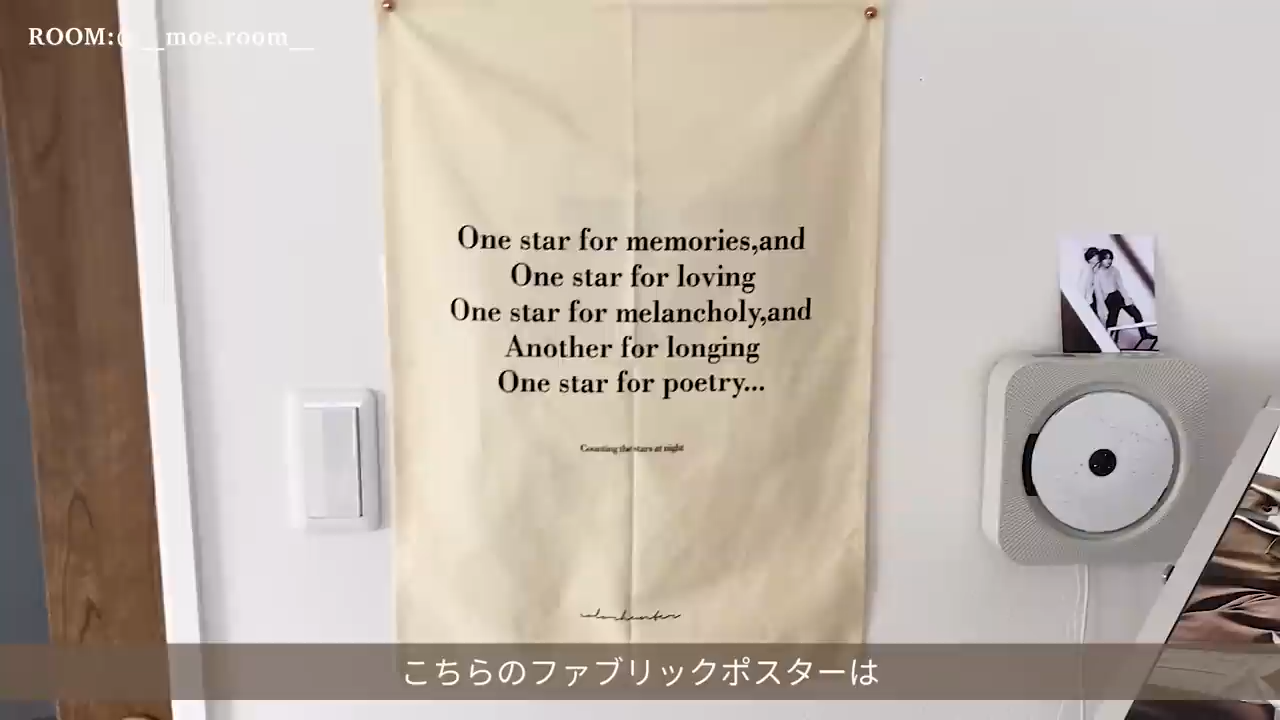 ROOM:@__moe.room__
One star for memories,and
One star for loving
One star for melancholy,and
Another for longing
One star for poetry...
Counting the stars at night
こちらのファブリックポスターは